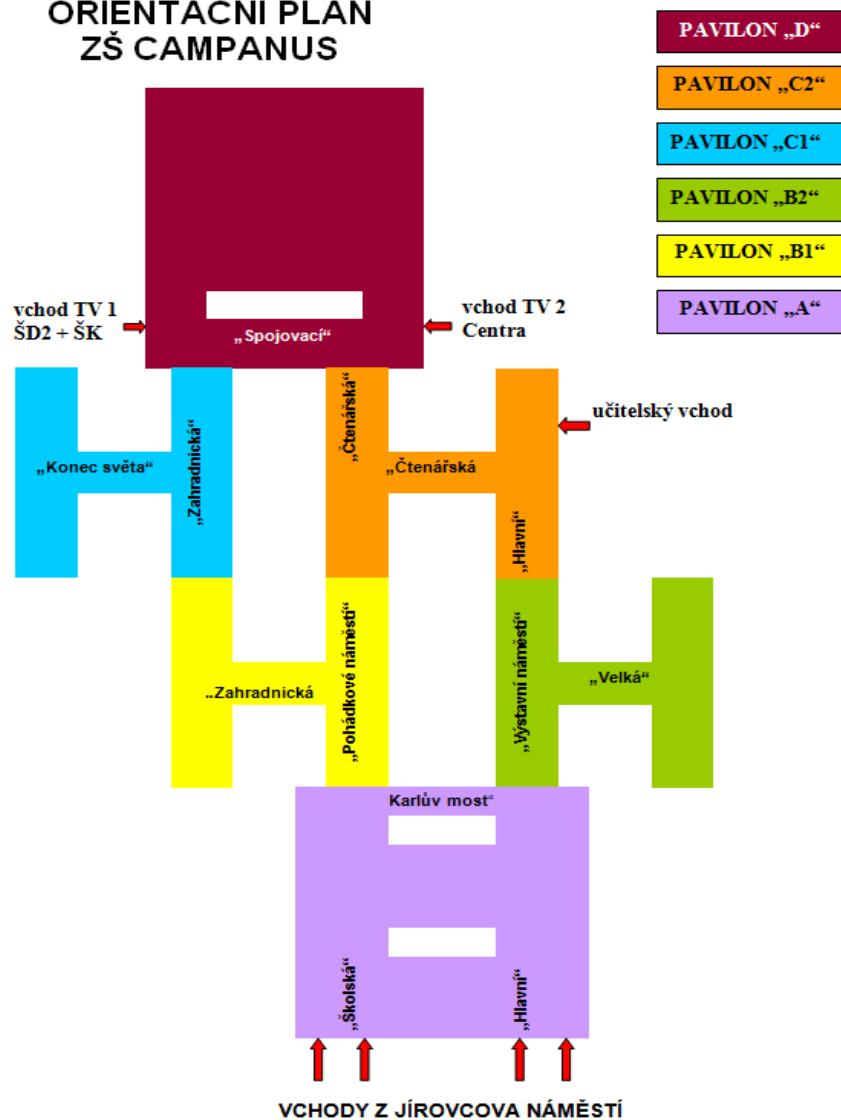 ORIENTAČNÍ PLÁN
ZŠ CAMPANUS
PAVILON „D“
PAVILON „C2“
PAVILON „C1“
PAVILON „B2“
PAVILON „B1“
PAVILON „A“
vchod TV 1
ŠD2 + ŠK
„Spojovací“
vchod TV 2
Centra
učitelský vchod
„Konec světa“
„Zahradnická“
„Čtenářská“
„Čtenářská
„Hlavní“
„Zahradnická
„Pohádkové náměstí“
„Výstavní náměstí“
„Velká“
Karlův most“
„Školská“
„Hlavní“
VCHODY Z JÍROVCOVA NÁMĚSTÍ